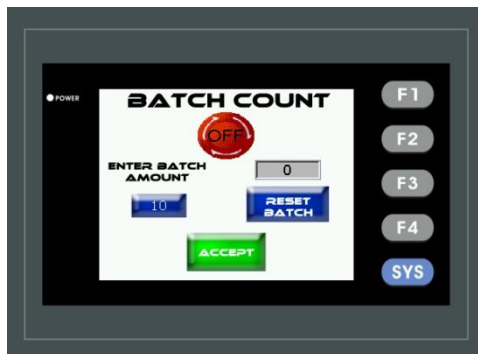 POWER
BATCH COUNT
OFF
ENTER BATCH
AMOUNT
0
10
RESET
BATCH
ACCEPT
F1
F2
F3
F4
SYS